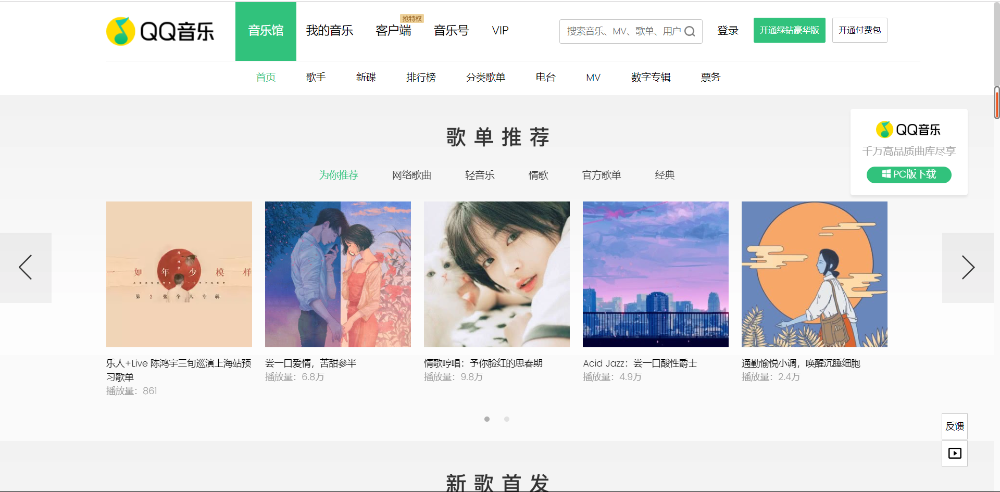 QQ音乐
音乐馆
我的音乐
客户端
抢特权
音乐号
VIP
搜索音乐、MV、歌单、用户
登录
开通绿钻豪华版
开通付费包
首页
歌手
新碟
排行榜
分类歌单
电台
MV
数字专辑
票务
歌单推荐
QQ音乐
千万高品质曲库尽享
PC版下载
为你推荐
网络歌曲
轻音乐
情歌
官方歌单
经典
陈鸿宇
一如年少模样
第2张个人专辑
乐人+Live 陈鸿宇三旬巡演上海站预
习歌单
播放量：861
尝一口爱情，苦甜参半
播放量：6.8万
情歌哼唱：予你脸红的思春期
播放量：9.8万
Acid Jazz：尝一口酸性爵士
播放量：4.9万
通勤愉悦小调，唤醒沉睡细胞
播放量：2.4万
反馈
新歌首发